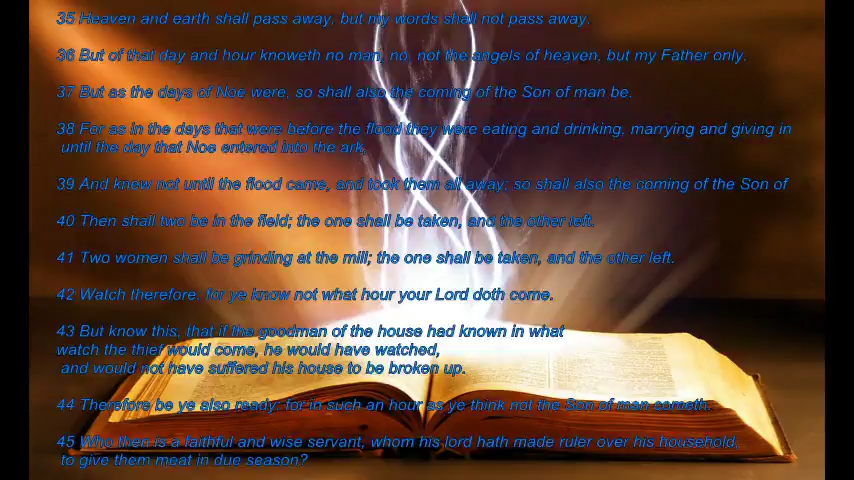 35 Heaven and earth shall pass away, but my words shall not pass away.
36 But of that day and hour knoweth no man, no, not the angels of heaven, but my Father only.
37 But as the days of Noe were, so shall also the coming of the Son of man be.
38 For as in the days that were before the flood they were eating and drinking, marrying and giving in
until the day that Noe entered into the ark,
39 And knew not until the flood came, and took them all away; so shall also the coming of the Son of
40 Then shall two be in the field; the one shall be taken, and the other left.
41 Two women shall be grinding at the mill; the one shall be taken, and the other left.
42 Watch therefore: for ye know not what hour your Lord doth come.
43 But know this, that if the goodman of the house had known in what
watch the thief would come, he would have watched,
and would not have suffered his house to be broken up.
44 Therefore be ye also ready: for in such an hour as ye think not the Son of man cometh.
45 Who then is a faithful and wise servant, whom his lord hath made ruler over his household,
to give them meat in due season?